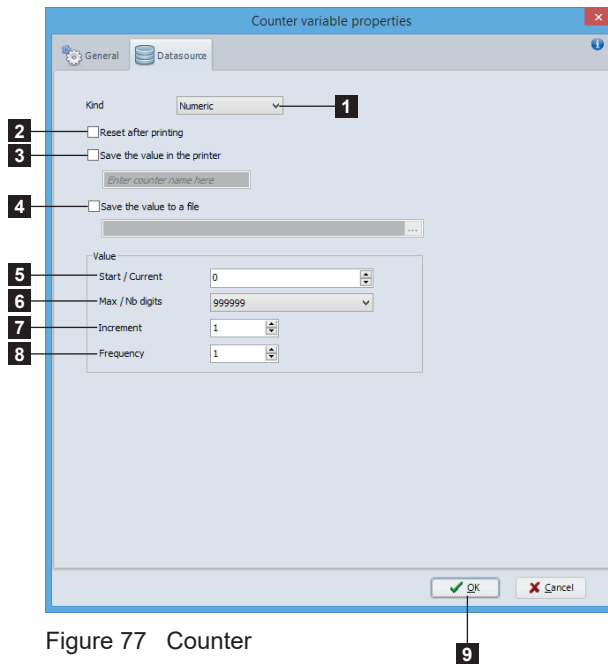 Counter variable properties
General
Datasource
Kind Numeric 1
2 Reset after printing
3 Save the value in the printer
Enter counter name here
4 Save the value to a file
...
Value
5 Start / Current 0
6 Max / Nb digits 999999
7 Increment 1
8 Frequency 1
OK Cancel
Figure 77 Counter
9